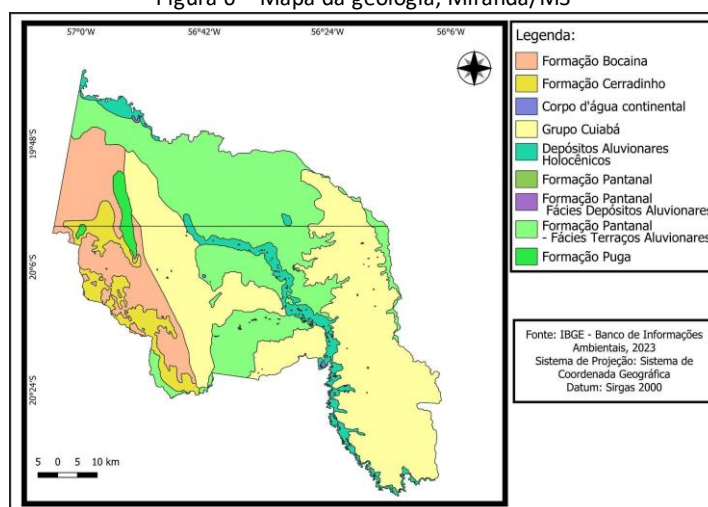 Figura 6 – Mapa da geologia, Miranda/MS
57°0'W 56°42'W 56°24'W 56°6'W
19°48'S
20°6'S
20°24'S
5 0 5 10 km
Legenda:
Formação Bocaina
Formação Cerradinho
Corpo d'água continental
Grupo Cuiabá
Depósitos Aluvionares
Holocênicos
Formação Pantanal
Formação Pantanal
Fácies Depósitos Aluvionares
Formação Pantanal
- Fácies Terraços Aluvionares
Formação Puga
Fonte: IBGE - Banco de Informações
Ambientais, 2023
Sistema de Projeção: Sistema de
Coordenada Geográfica
Datum: Sirgas 2000